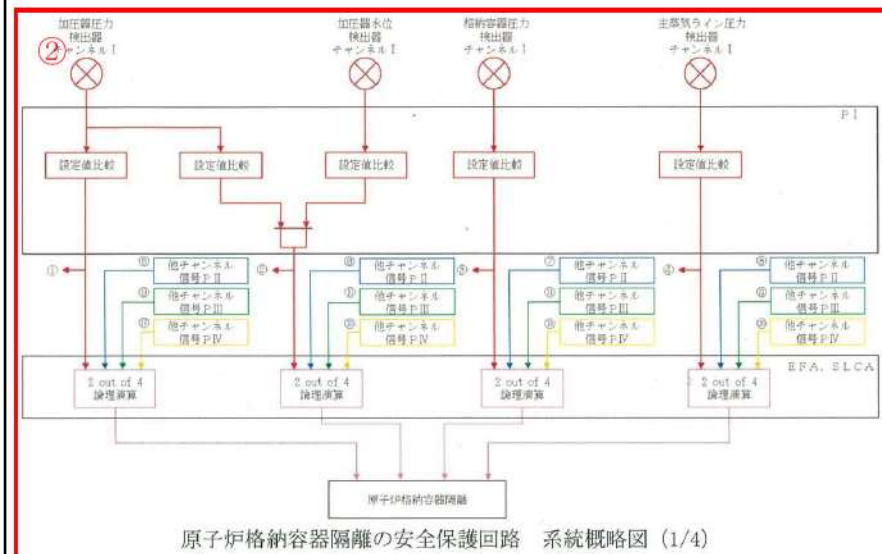 加圧器圧力
検出器
チャンネルⅠ
②
加圧器水位
検出器
チャンネルⅠ
格納容器圧力
検出器
チャンネルⅠ
主蒸気ライン圧力
検出器
チャンネルⅠ
PⅠ
設定値比較
設定値比較
設定値比較
設定値比較
設定値比較
①
他チャンネル
信号PⅡ
他チャンネル
信号PⅢ
他チャンネル
信号PⅣ
②
他チャンネル
信号PⅡ
他チャンネル
信号PⅢ
他チャンネル
信号PⅣ
⑦
他チャンネル
信号PⅡ
他チャンネル
信号PⅢ
他チャンネル
信号PⅣ
④
他チャンネル
信号PⅡ
他チャンネル
信号PⅢ
他チャンネル
信号PⅣ
EFA, SLCA
2 out of 4
論理演算
2 out of 4
論理演算
2 out of 4
論理演算
2 out of 4
論理演算
原子炉格納容器隔離
原子炉格納容器隔離の安全保護回路 系統概略図 (1/4)